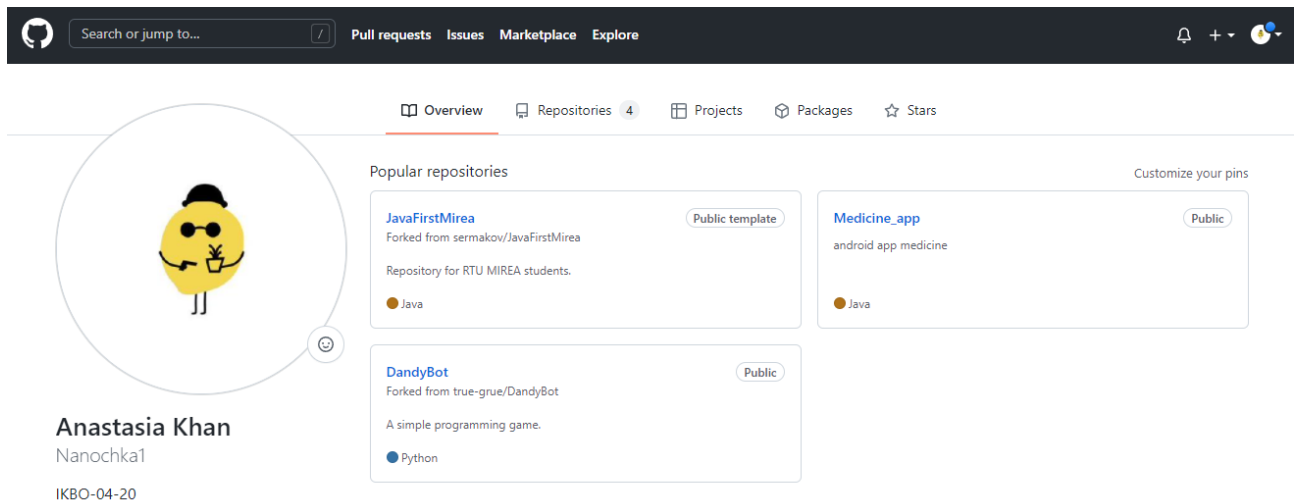 Search or jump to... /
Pull requests Issues Marketplace Explore
Overview Repositories 4 Projects Packages Stars
Popular repositories
Customize your pins
JavaFirstMirea Public template
Forked from sermakov/JavaFirstMirea
Repository for RTU MIREA students.
Java
Medicine_app Public
android app medicine
Java
DandyBot Public
Forked from true-grue/DandyBot
A simple programming game.
Python
Anastasia Khan
Nanochka1
IKBO-04-20